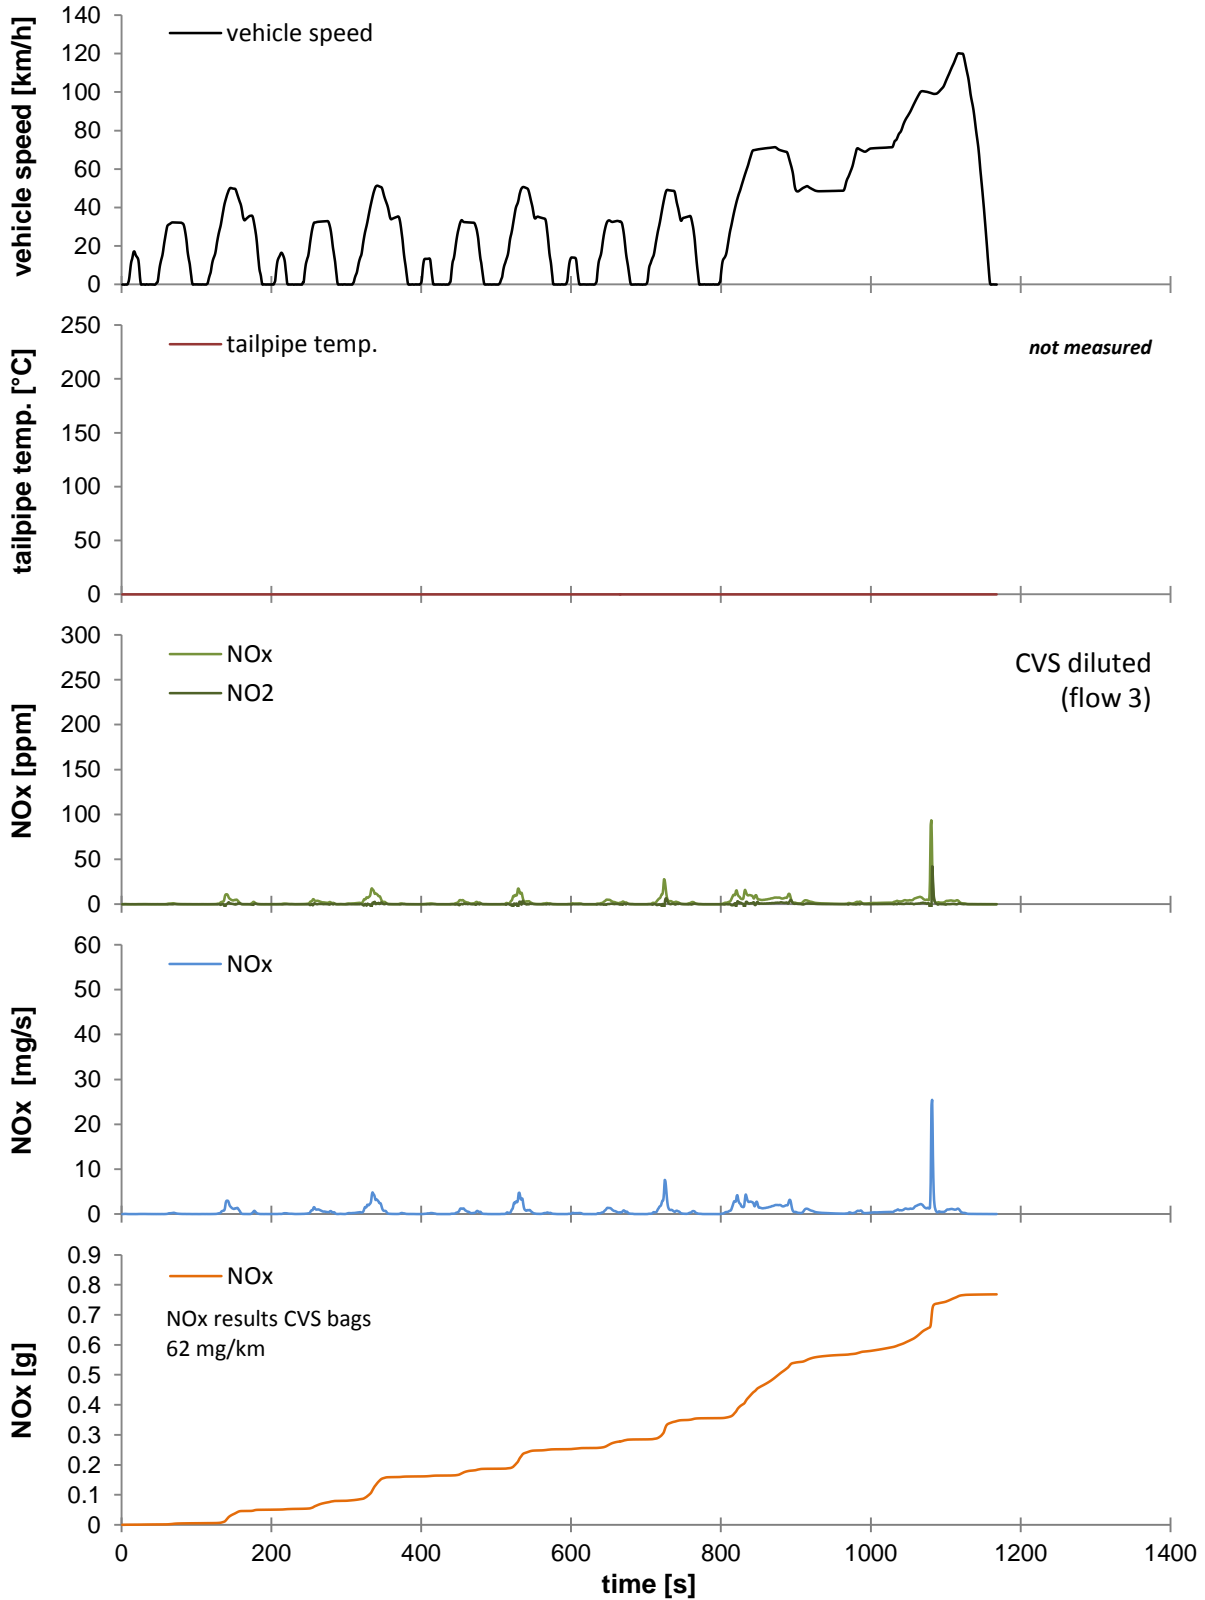 vehicle speed [km/h]
140
120
100
80
60
40
20
0
vehicle speed
tailpipe temp. [°C]
250
200
150
100
50
0
tailpipe temp.
not measured
NOx [ppm]
300
250
200
150
100
50
0
NOx
NO2
CVS diluted
(flow 3)
NOx [mg/s]
60
50
40
30
20
10
0
NOx
NOx [g]
0.9
0.8
0.7
0.6
0.5
0.4
0.3
0.2
0.1
0
NOx
NOx results CVS bags
62 mg/km
0 200 400 600 800 1000 1200 1400
time [s]